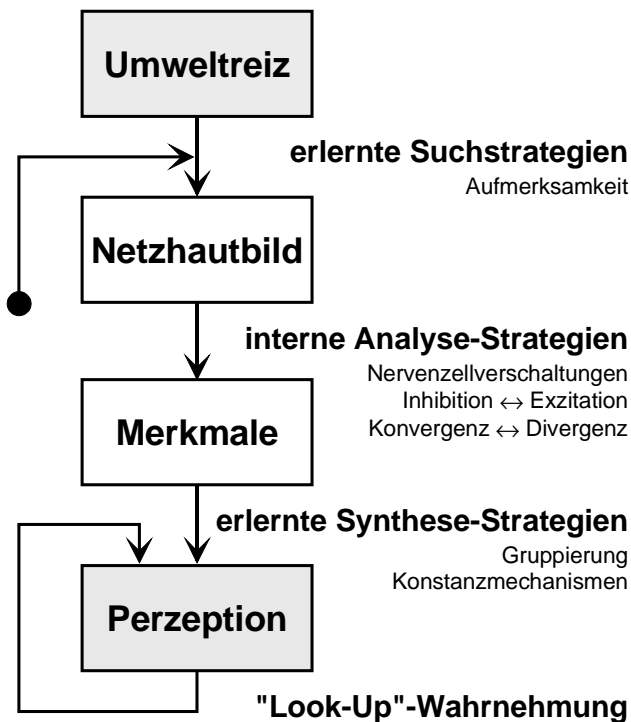 Umweltreiz
erlernte Suchstrategien
Aufmerksamkeit
Netzhautbild
interne Analyse-Strategien
Nervenzellverschaltungen
Inhibition ↔ Exzitation
Konvergenz ↔ Divergenz
Merkmale
erlernte Synthese-Strategien
Gruppierung
Konstanzmechanismen
Perzeption
"Look-Up"-Wahrnehmung